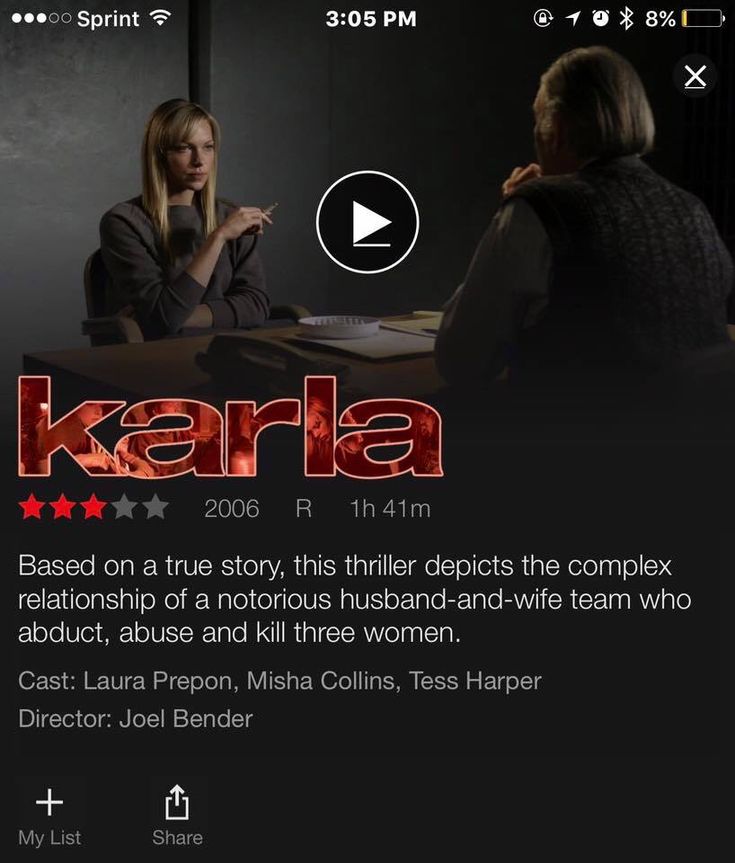 Sprint 3:05 PM 8%
karla
2006 R 1h 41m
Based on a true story, this thriller depicts the complex
relationship of a notorious husband-and-wife team who
abduct, abuse and kill three women.
Cast: Laura Prepon, Misha Collins, Tess Harper
Director: Joel Bender
My List Share